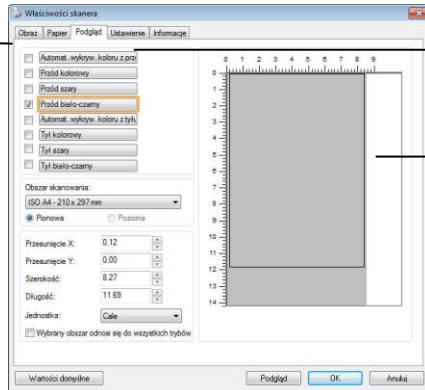 Właściwości skanera
Obraz Papier Podgląd Ustawienie Informacje
Automat. wykryw. koloru z prz
Przód kolorowy
Przód szary
Przód biało-czarny
Automat. wykryw. koloru z tyłu
Tył kolorowy
Tył szary
Tył biało-czarny
Obszar skanowania:
ISO A4 - 210 x 297 mm
Pionowa Pozioma
Przesunięcie X: 0.12
Przesunięcie Y: 0.00
Szerokość: 8.27
Długość: 11.69
Jednostka: Cale
Wybrany obszar odnosi się do wszystkich trybów
0 1 2 3 4 5 6 7 8 9
0
1
2
3
4
5
6
7
8
9
10
11
12
13
14
Wartości domyślne Podgląd OK Anuluj